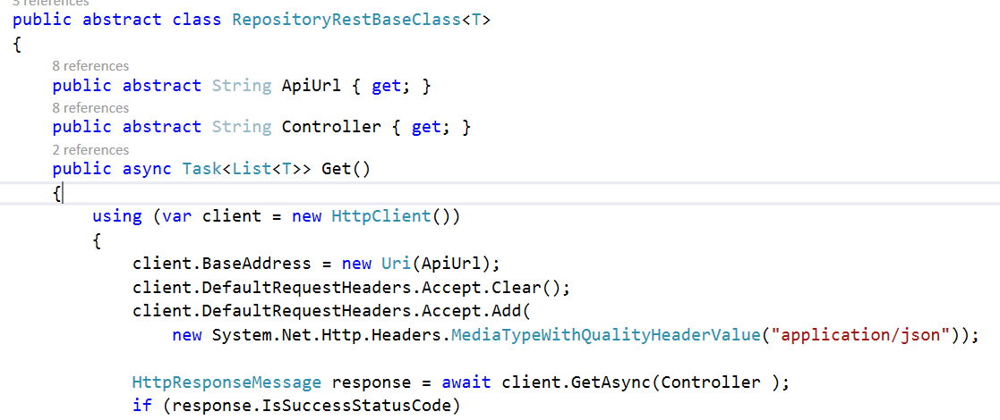 3 references
public abstract class RepositoryRestBaseClass<T>
{
8 references
public abstract String ApiUrl { get; }
8 references
public abstract String Controller { get; }
2 references
public async Task<List<T>> Get()
{
using (var client = new HttpClient())
{
client.BaseAddress = new Uri(ApiUrl);
client.DefaultRequestHeaders.Accept.Clear();
client.DefaultRequestHeaders.Accept.Add(
new System.Net.Http.Headers.MediaTypeWithQualityHeaderValue("application/json"));
HttpResponseMessage response = await client.GetAsync(Controller );
if (response.IsSuccessStatusCode)